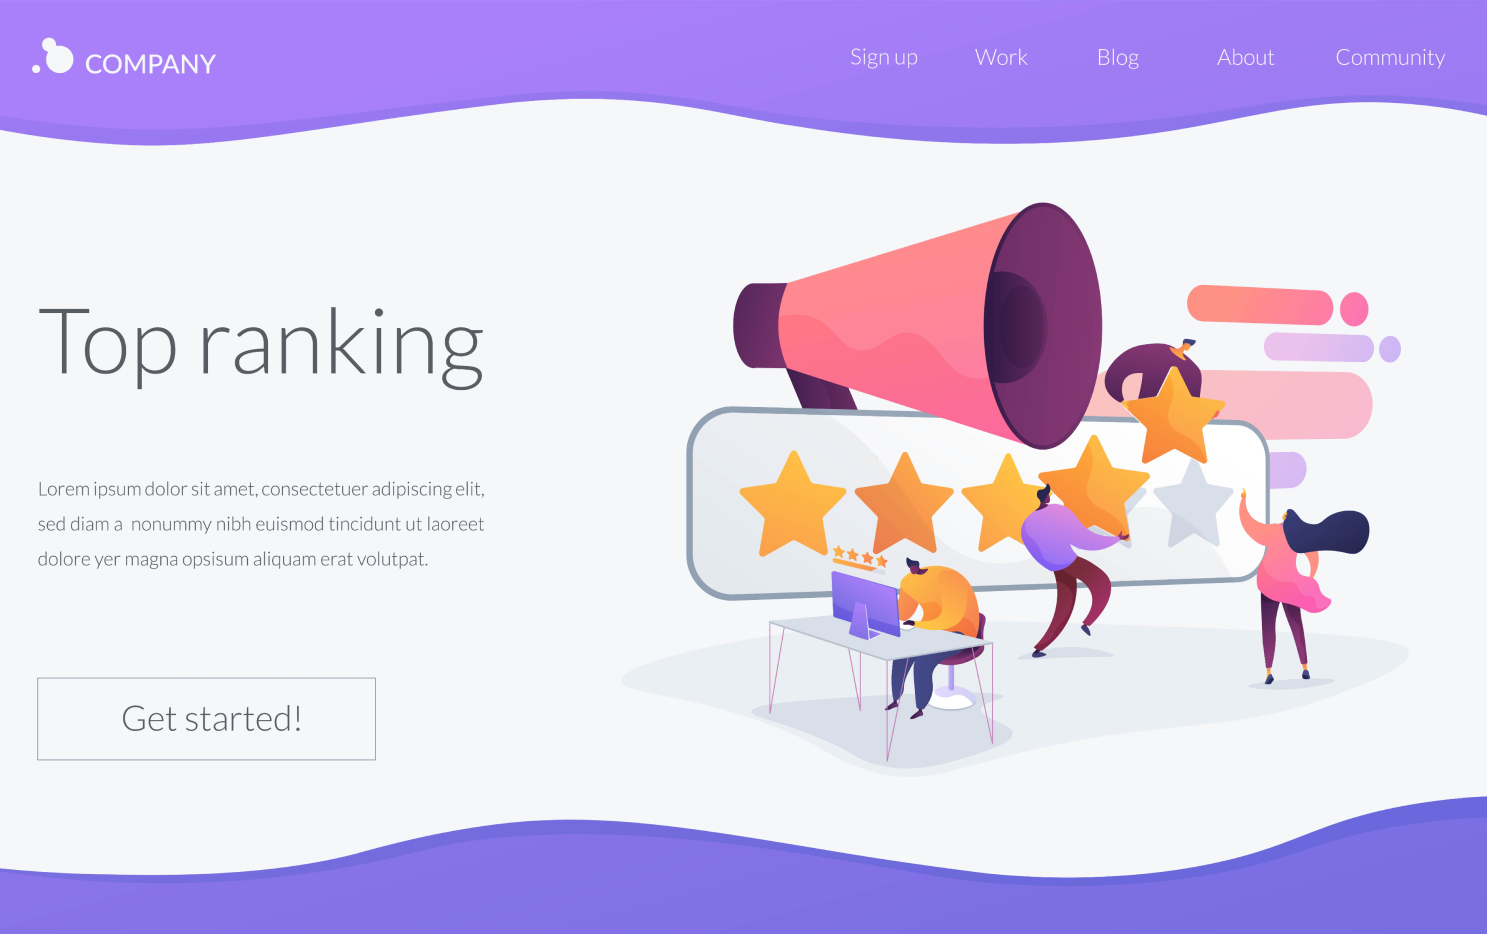 COMPANY
Sign up Work Blog About Community
Top ranking
Lorem ipsum dolor sit amet, consectetuer adipiscing elit,
sed diam a  nonummy nibh euismod tincidunt ut laoreet
dolore yer magna opsisum aliquam erat volutpat.
Get started!